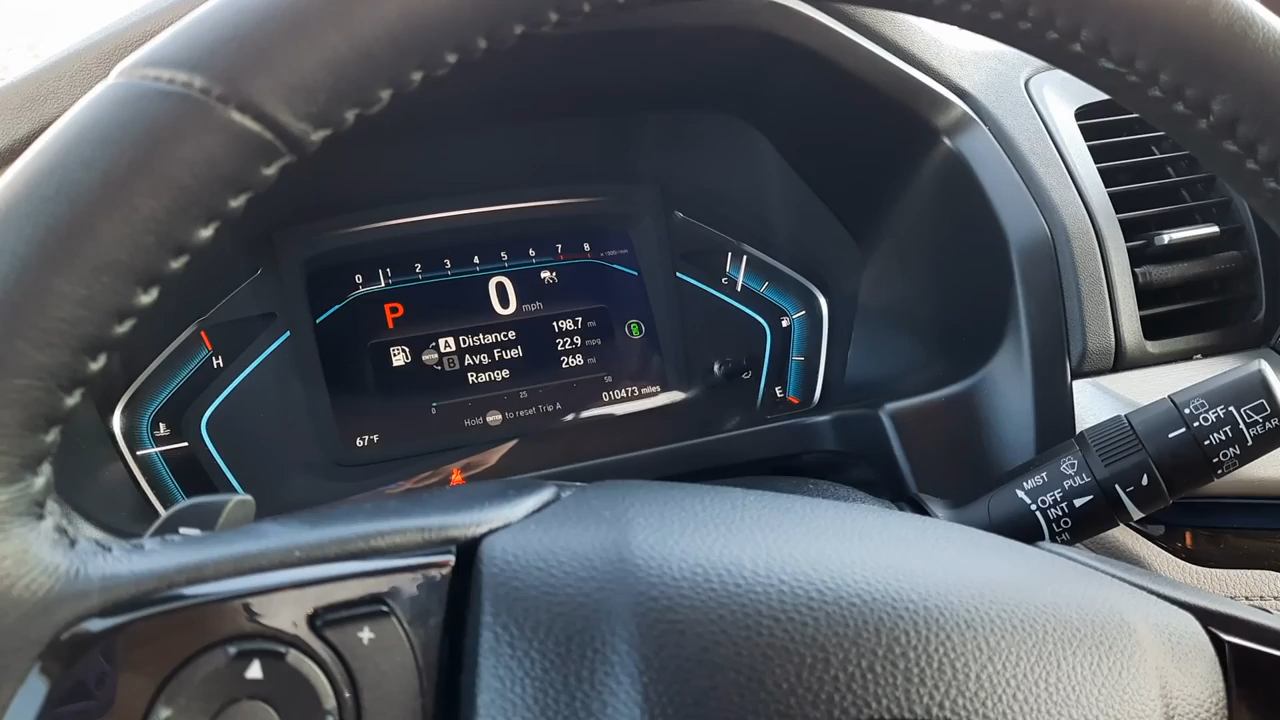 0 1 2 3 4 5 6 7 8
P 0 mph
A Distance 198.7 mi
ENTER B Avg. Fuel 22.9 mpg
Range 268 mi
0 25 50
Hold ENTER to reset Trip A
010473 miles
67°F
H
E
MIST
PULL
OFF
INT
LO
HI
OFF
INT
ON
REAR
+